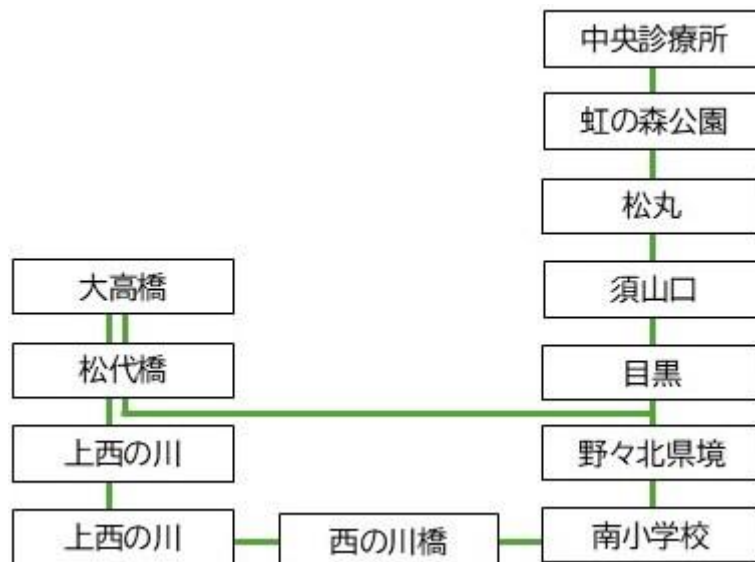 中央診療所
虹の森公園
松丸
大高橋
須山口
松代橋
目黒
上西の川
野々北県境
上西の川
西の川橋
南小学校